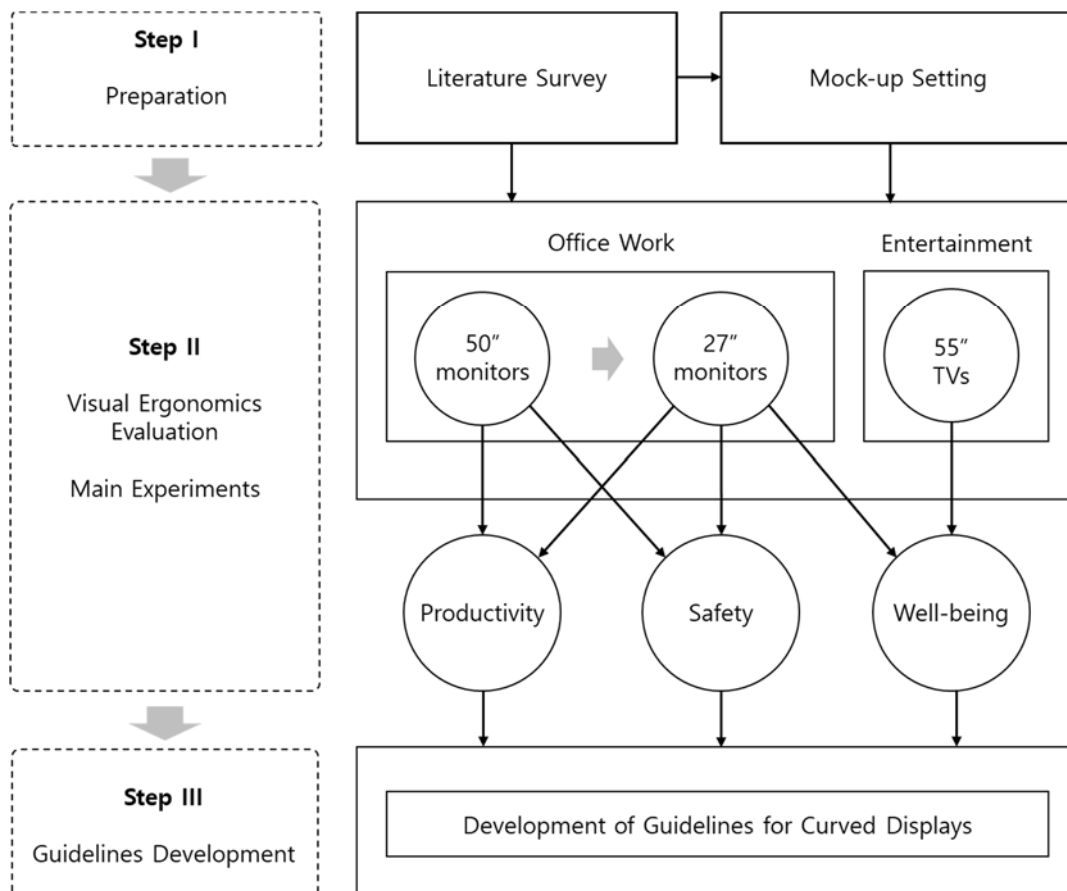 Step I
Preparation
Literature Survey
Mock-up Setting
Step II
Visual Ergonomics
Evaluation
Main Experiments
Office Work
Entertainment
50”
monitors
27”
monitors
55”
TVs
Productivity
Safety
Well-being
Step III
Guidelines Development
Development of Guidelines for Curved Displays